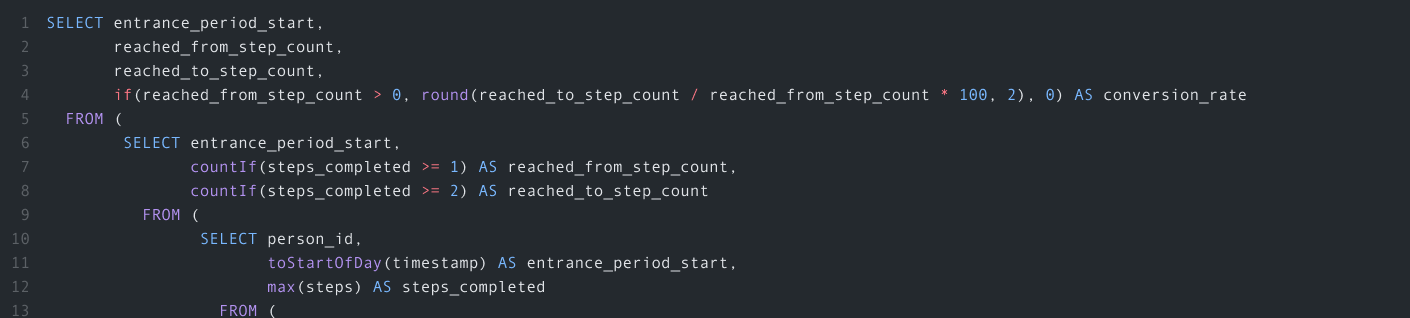 1 SELECT entrance_period_start,
2 reached_from_step_count,
3 reached_to_step_count,
4 if(reached_from_step_count > 0, round(reached_to_step_count / reached_from_step_count * 100, 2), 0) AS conversion_rate
5 FROM (
6 SELECT entrance_period_start,
7 countIf(steps_completed >= 1) AS reached_from_step_count,
8 countIf(steps_completed >= 2) AS reached_to_step_count
9 FROM (
10 SELECT person_id,
11 toStartOfDay(timestamp) AS entrance_period_start,
12 max(steps) AS steps_completed
13 FROM (